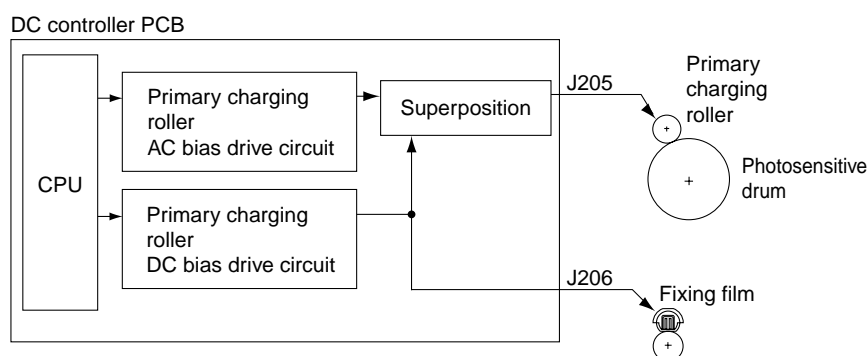 DC controller PCB
CPU
Primary charging
roller
AC bias drive circuit
Primary charging
roller
DC bias drive circuit
Superposition
J205
Primary
charging
roller
Photosensitive
drum
J206
Fixing film